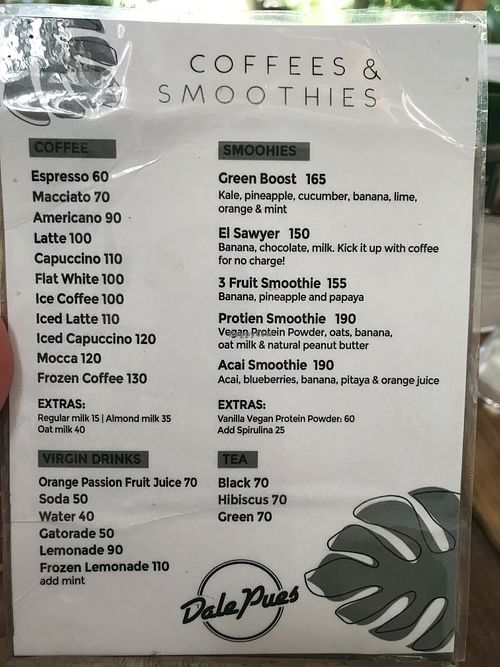 COFFEES &
SMOOTHIES
COFFEE
Espresso 60
Macciato 70
Americano 90
Latte 100
Capuccino 110
Flat White 100
Ice Coffee 100
Iced Latte 110
Iced Capuccino 120
Mocca 120
Frozen Coffee 130
EXTRAS:
Regular milk 15 | Almond milk 35
Oat milk 40
VIRGIN DRINKS
Orange Passion Fruit Juice 70
Soda 50
Water 40
Gatorade 50
Lemonade 90
Frozen Lemonade 110
add mint
SMOOHIES
Green Boost 165
Kale, pineapple, cucumber, banana, lime,
orange & mint
El Sawyer 150
Banana, chocolate, milk. Kick it up with coffee
for no charge!
3 Fruit Smoothie 155
Banana, pineapple and papaya
Protien Smoothie 190
Vegan Protein Powder, oats, banana,
oat milk & natural peanut butter
Acai Smoothie 190
Acai, blueberries, banana, pitaya & orange juice
EXTRAS:
Vanilla Vegan Protein Powder: 60
Add Spirulina 25
TEA
Black 70
Hibiscus 70
Green 70
Dale Pues